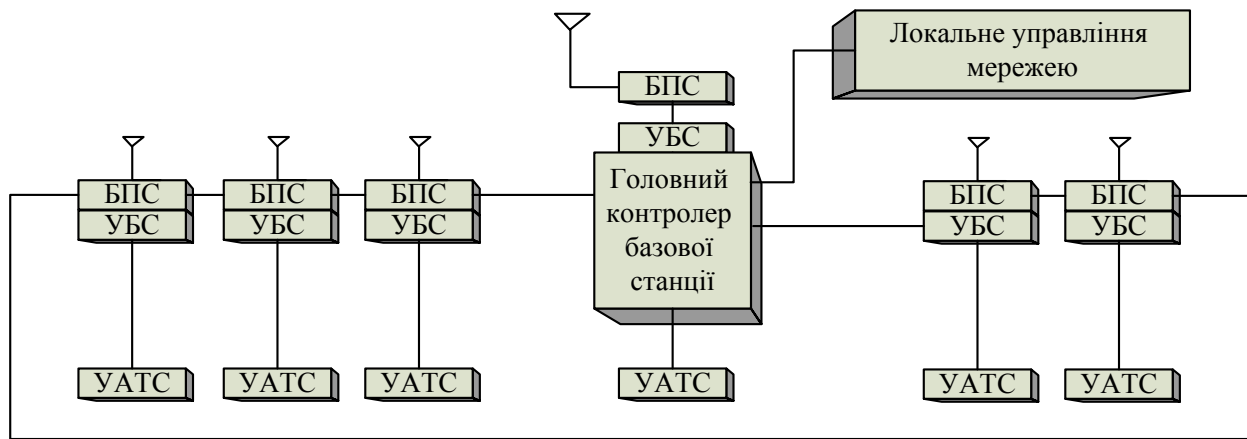 Локальне управління
мережею
БПС
УБС
Головний
контролер
базової
станції
БПС
БПС
БПС
УБС
УБС
УБС
БПС
БПС
УБС
УБС
УАТС
УАТС
УАТС
УАТС
УАТС
УАТС